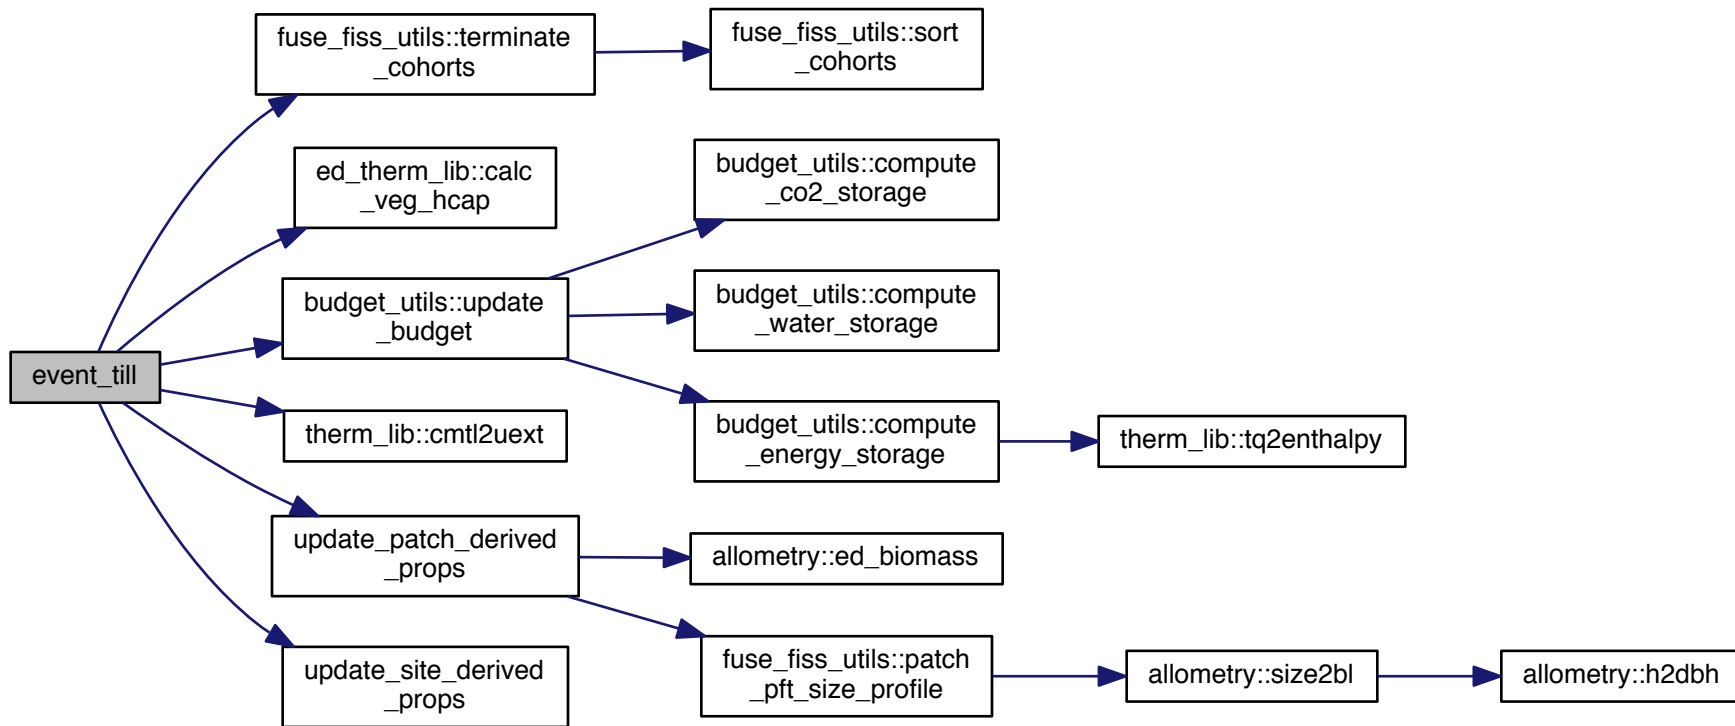 fuse_fiss_utils::terminate
_cohorts
fuse_fiss_utils::sort
_cohorts
ed_therm_lib::calc
_veg_hcap
budget_utils::compute
_co2_storage
budget_utils::update
_budget
budget_utils::compute
_water_storage
event_till
therm_lib::cmtl2uext
budget_utils::compute
_energy_storage
therm_lib::tq2enthalpy
update_patch_derived
_props
allometry::ed_biomass
update_site_derived
_props
fuse_fiss_utils::patch
_pft_size_profile
allometry::size2bl
allometry::h2dbh